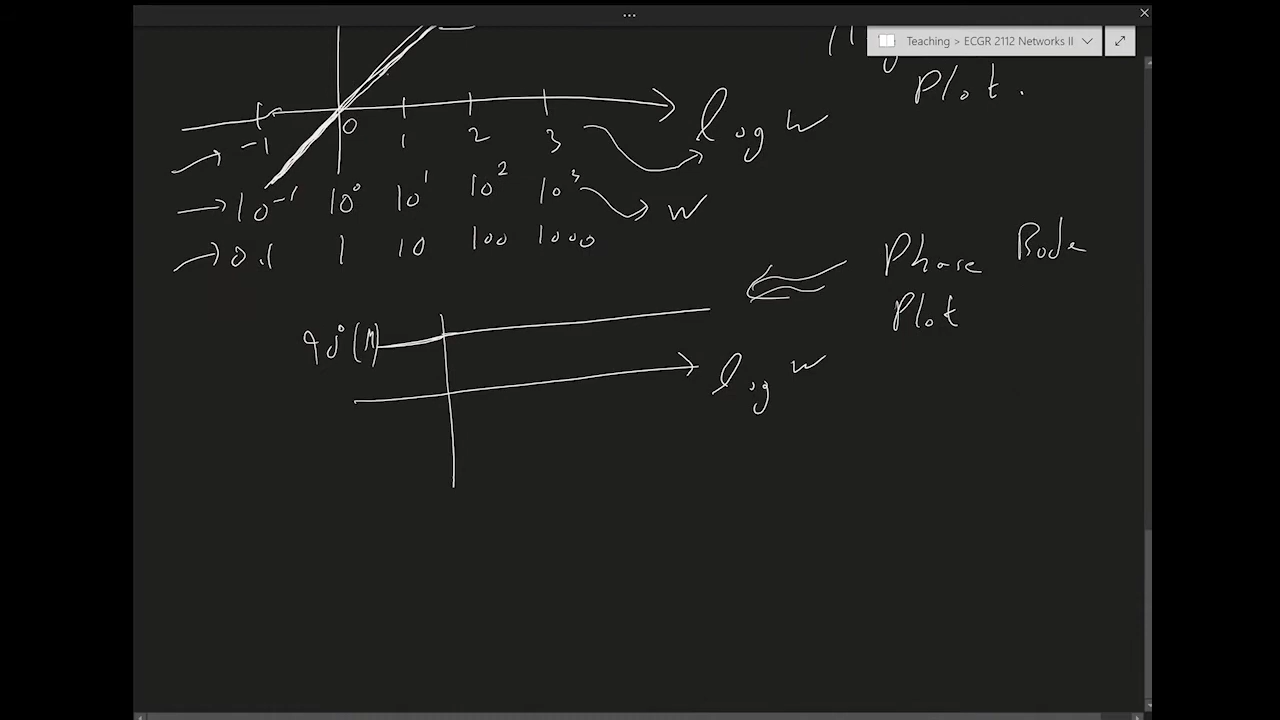 ...
Teaching > ECGR 2112 Networks II
Plot.
log w
-1 0 1 2 3
10⁻¹ 10⁰ 10¹ 10² 10³ w
0.1 1 10 100 1000
Phase Bode
Plot
90°(N)
log w